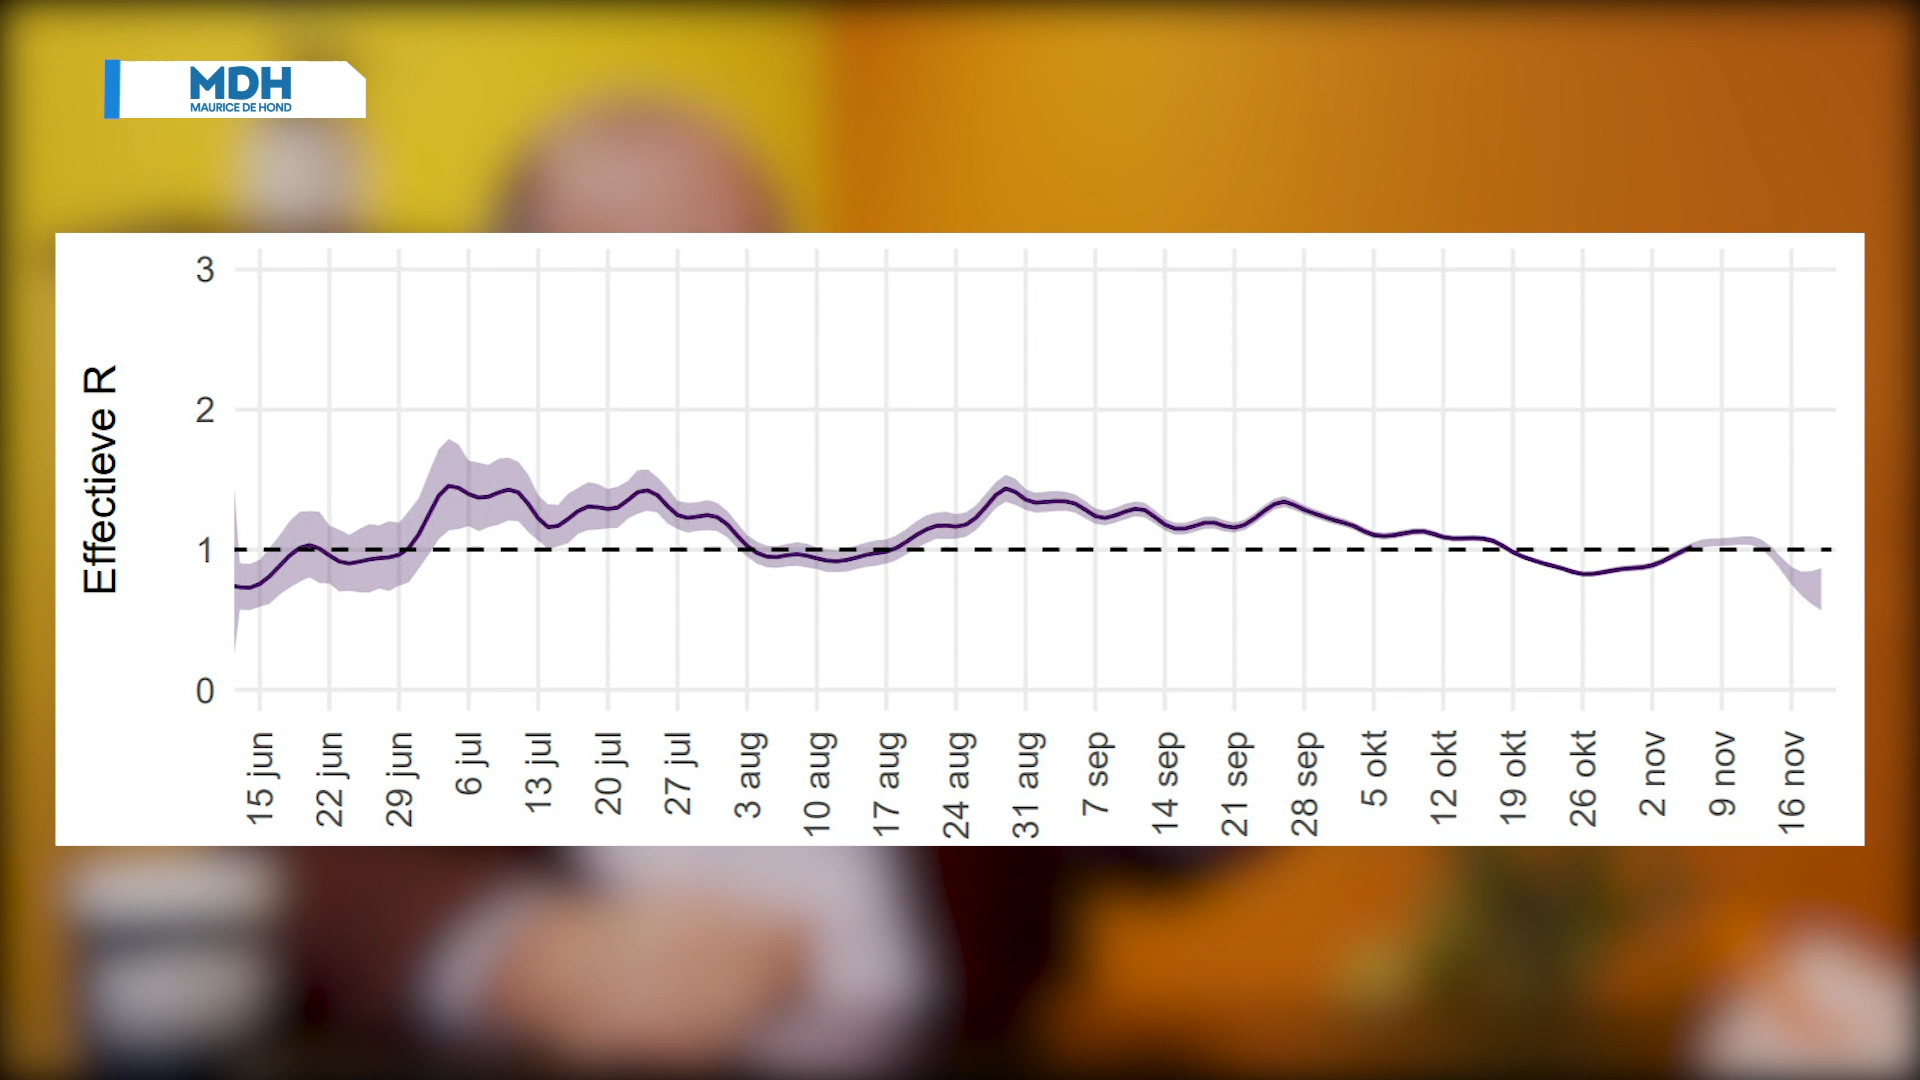 MDH
MAURICE DE HOND
3
2
1
0
Effectieve R
15 jun
22 jun
29 jun
6 jul
13 jul
20 jul
27 jul
3 aug
10 aug
17 aug
24 aug
31 aug
7 sep
14 sep
21 sep
28 sep
5 okt
12 okt
19 okt
26 okt
2 nov
9 nov
16 nov